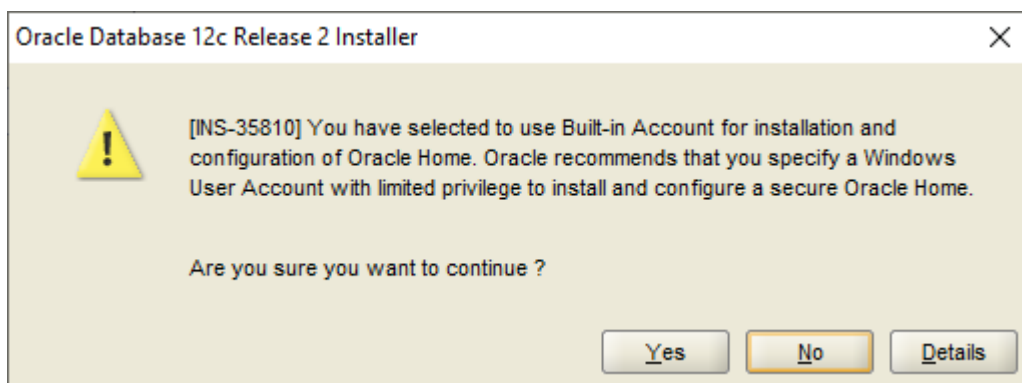 Oracle Database 12c Release 2 Installer
[INS-35810] You have selected to use Built-in Account for installation and
configuration of Oracle Home. Oracle recommends that you specify a Windows
User Account with limited privilege to install and configure a secure Oracle Home.
Are you sure you want to continue ?
Yes No Details